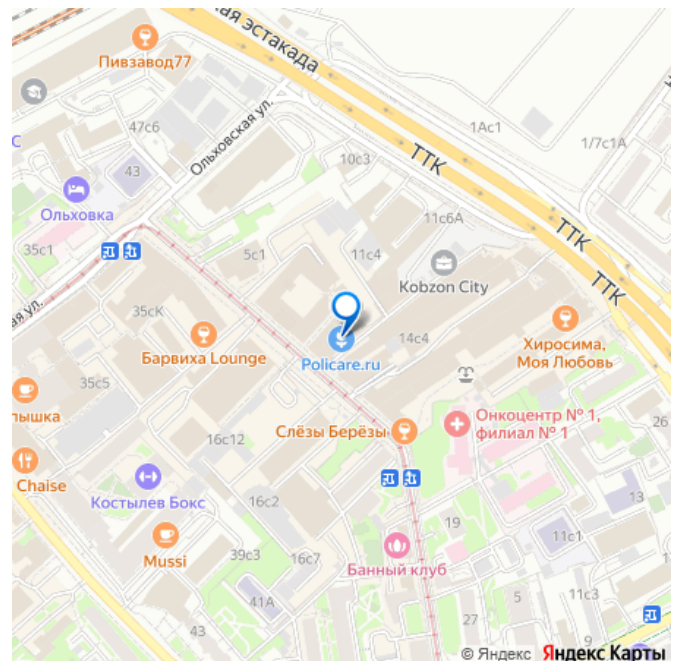 кая эстакада
Пивзавод77
47с6
Ольховская ул.
1Ас1
1/7с1А
ТТК
10с3
43
С
Ольховка
11с6А
ТТК
35с1
5с1
11с4
Kobzon City
ТТК
ая ул.
35сК
14с4
Барвиха Lounge
Policare.ru
Хиросима,
Моя Любовь
35с5
пышка
Онкоцентр № 1,
филиал № 1
26
Слёзы Берёзы
16с12
Chaise
Костылев Бокс
16с2
13
19
11с1
Mussi
39с3
16с7
Банный клуб
27
5
11с3
41А
43
9
© Яндекс Яндекс Карты